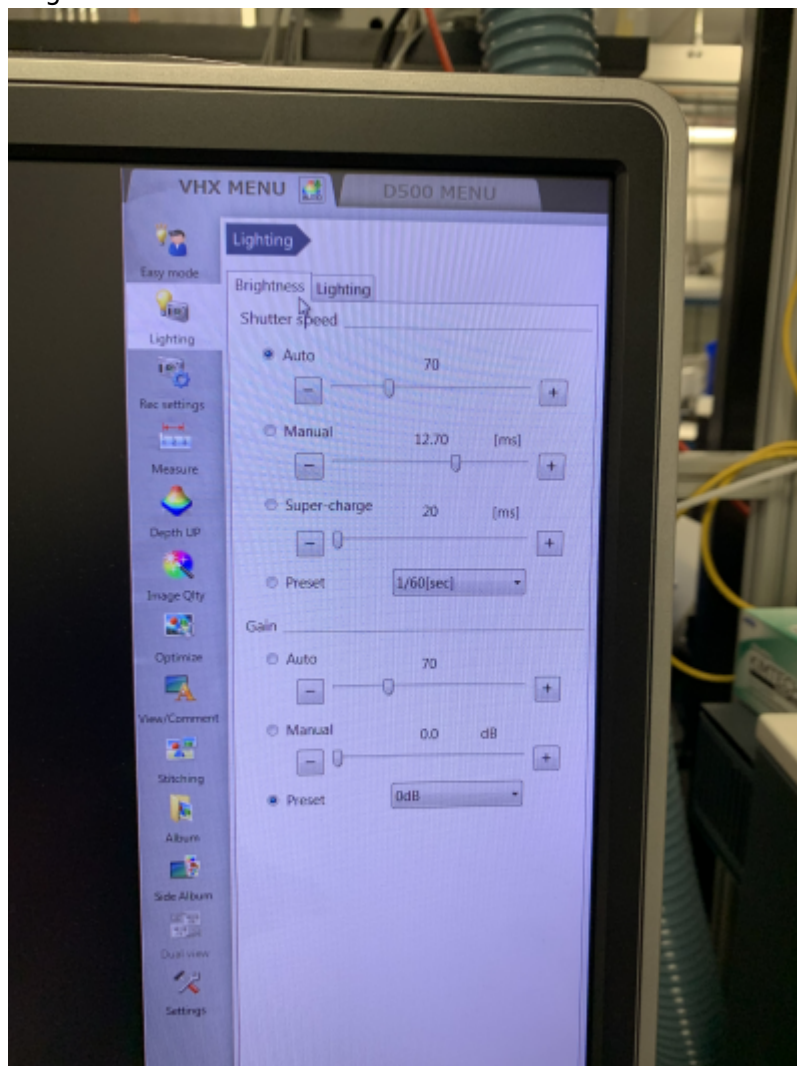 VHX MENU
D500 MENU
Easy mode
Lighting
Rec settings
Measure
Depth UP
Image Qlty
Optimize
View/Comment
Stitching
Album
Side Album
Dual view
Settings
Lighting
Brightness Lighting
Shutter speed
Auto 70
- +
Manual 12.70 [ms]
- +
Super-charge 20 [ms]
- +
Preset 1/60[sec]
Gain
Auto 70
- +
Manual 0.0 dB
- +
Preset 0dB